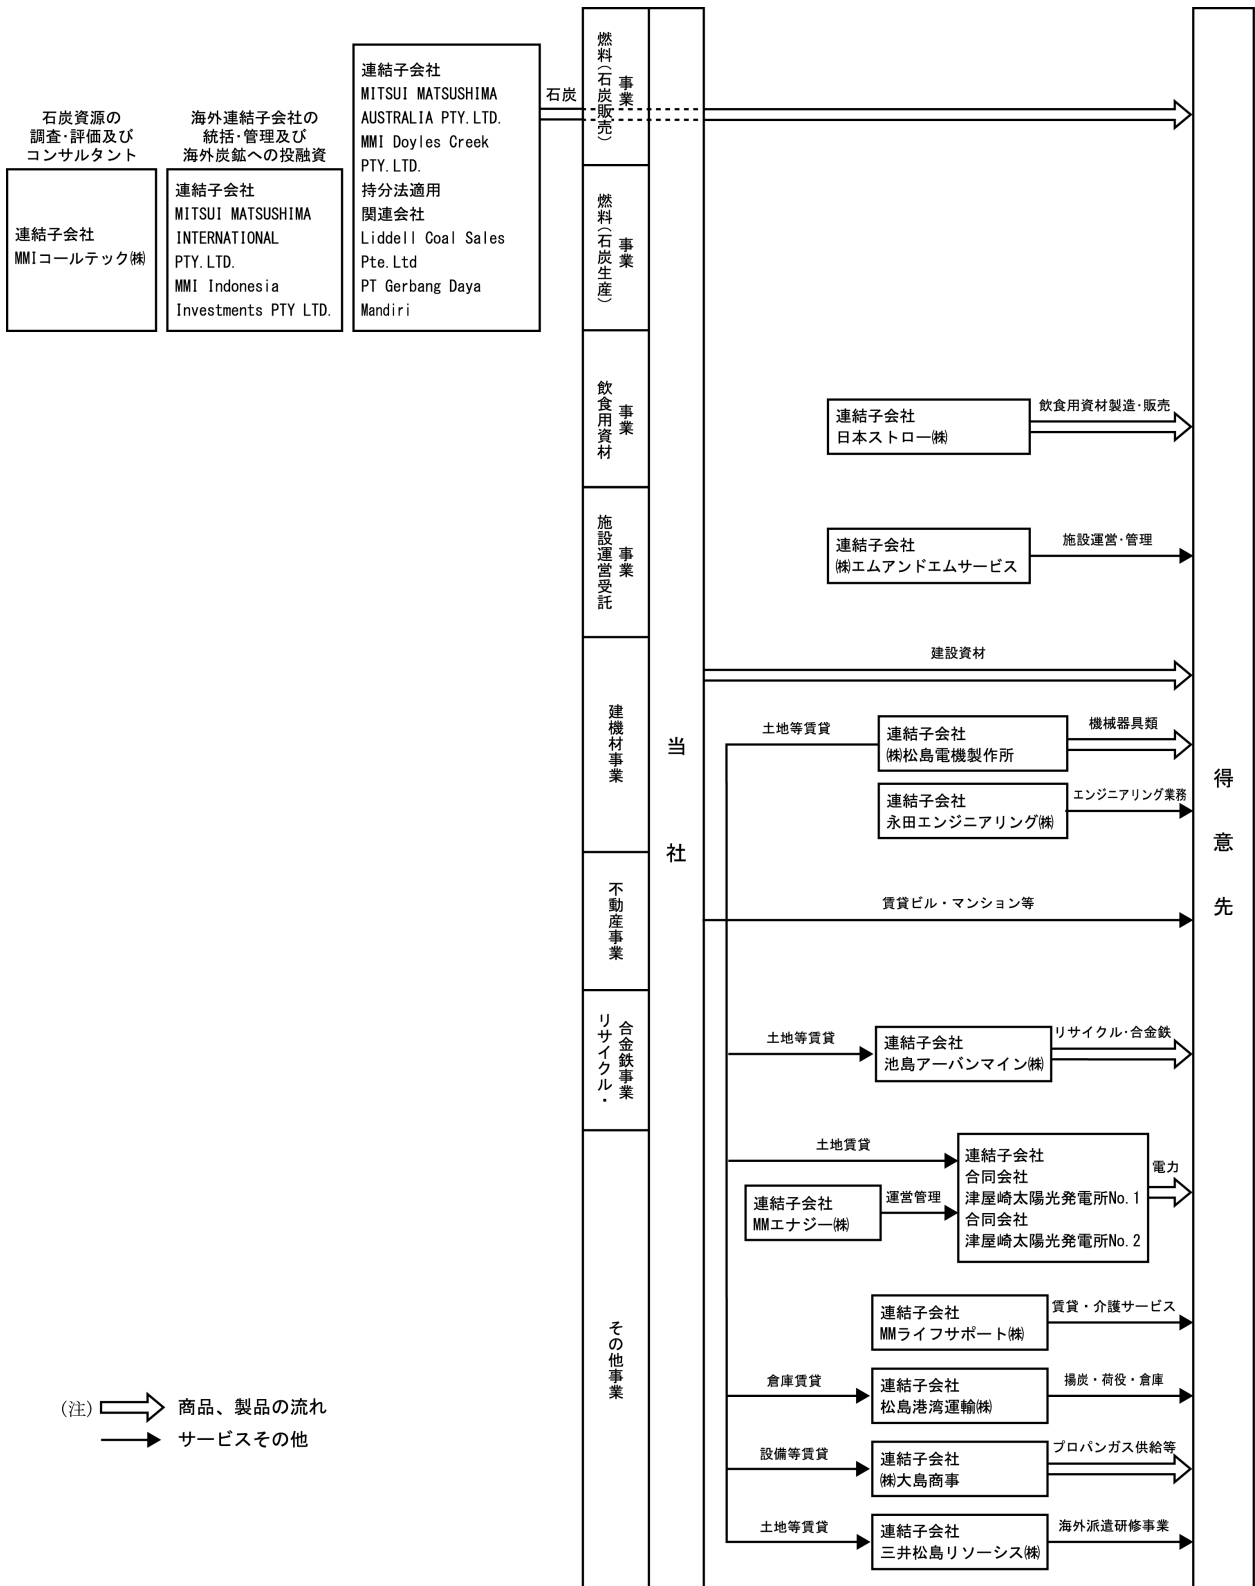 石炭資源の
調査･評価及び
コンサルタント
連結子会社
MMIコールテック㈱
海外連結子会社の
統括･管理及び
海外炭鉱への投融資
連結子会社
MITSUI MATSUSHIMA
INTERNATIONAL
PTY.LTD.
MMI Indonesia
Investments PTY LTD.
連結子会社
MITSUI MATSUSHIMA
AUSTRALIA PTY.LTD.
MMI Doyles Creek
PTY.LTD.
持分法適用
関連会社
Liddell Coal Sales
Pte.Ltd
PT Gerbang Daya
Mandiri
石炭
燃料(石炭販売)
事業
燃料(石炭生産)
事業
飲食用資材
事業
施設運営受託
事業
建機材事業
不動産事業
リサイクル・
合金鉄事業
その他事業
当社
連結子会社
日本ストロー㈱
飲食用資材製造･販売
連結子会社
㈱エムアンドエムサービス
施設運営･管理
建設資材
土地等賃貸
連結子会社
㈱松島電機製作所
機械器具類
連結子会社
永田エンジニアリング㈱
エンジニアリング業務
賃貸ビル・マンション等
土地等賃貸
連結子会社
池島アーバンマイン㈱
リサイクル･合金鉄
土地賃貸
連結子会社
MMエナジー㈱
運営管理
連結子会社
合同会社
津屋崎太陽光発電所No.1
合同会社
津屋崎太陽光発電所No.2
電力
連結子会社
MMライフサポート㈱
賃貸・介護サービス
倉庫賃貸
連結子会社
松島港湾運輸㈱
揚炭・荷役・倉庫
設備等賃貸
連結子会社
㈱大島商事
プロパンガス供給等
土地等賃貸
連結子会社
三井松島リソーシス㈱
海外派遣研修事業
得意先
(注)
商品、製品の流れ
サービスその他